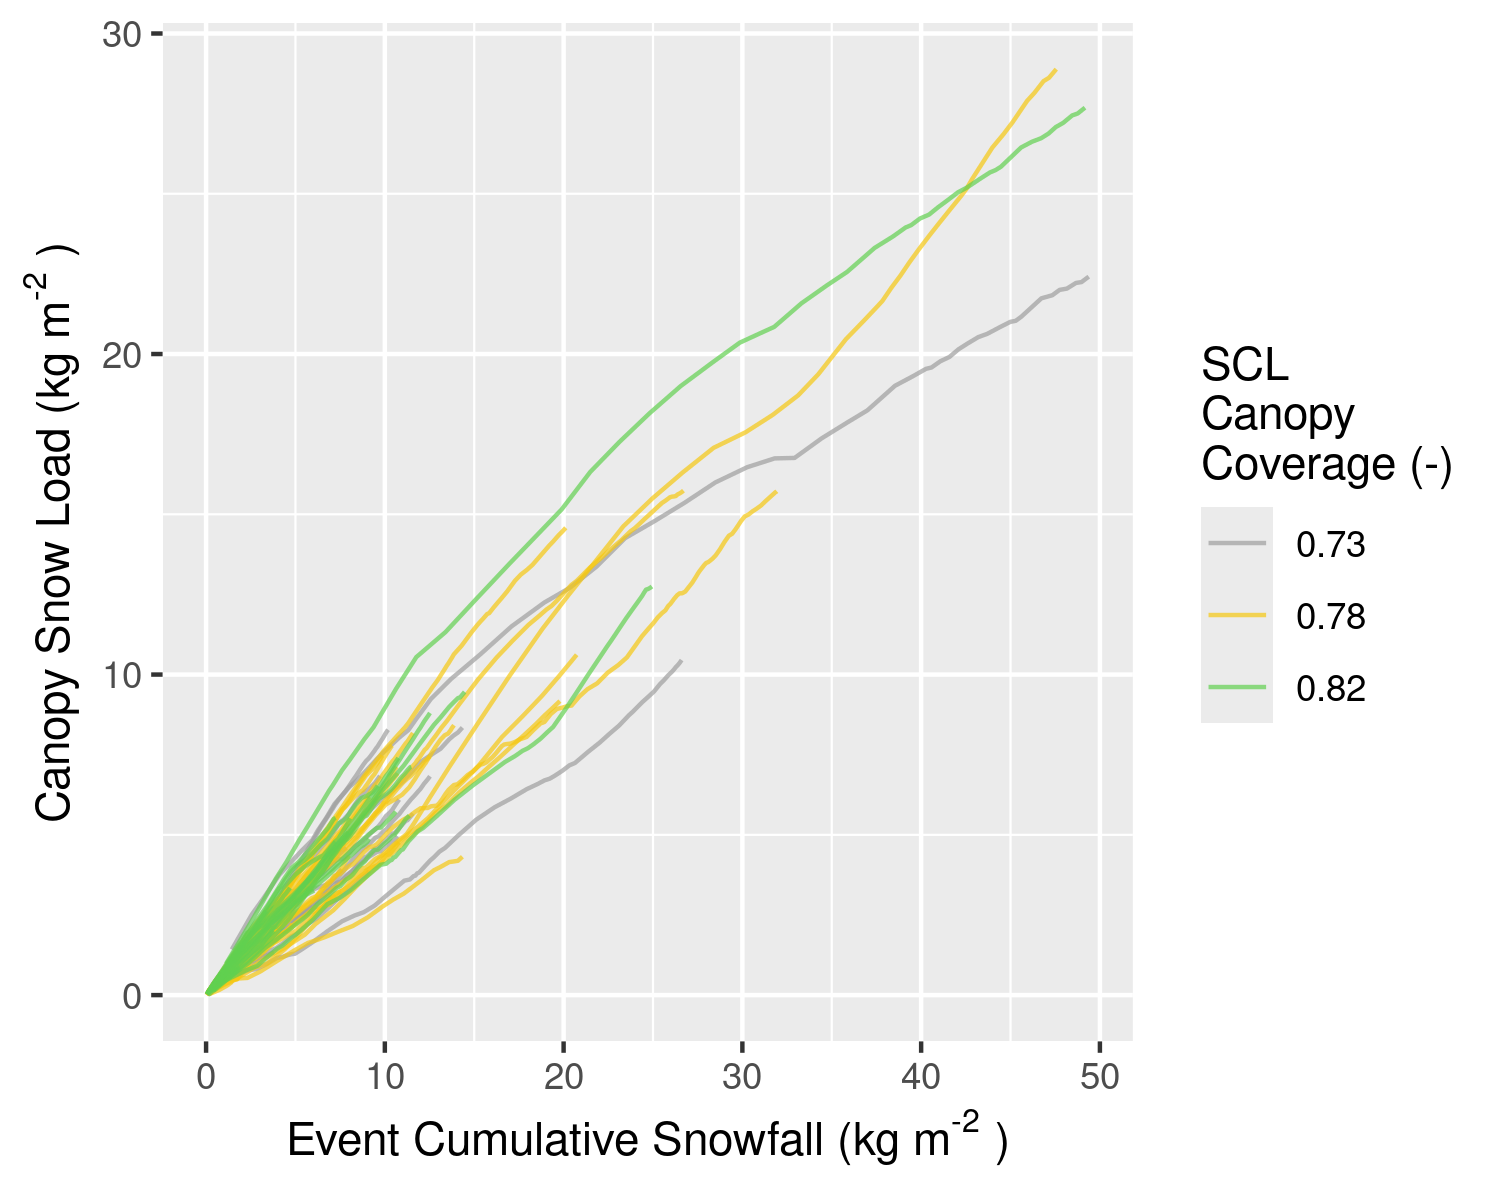 30
20
10
0
0 10 20 30 40 50
Canopy Snow Load (kg m⁻² )
Event Cumulative Snowfall (kg m⁻² )
SCL
Canopy
Coverage (-)
0.73
0.78
0.82